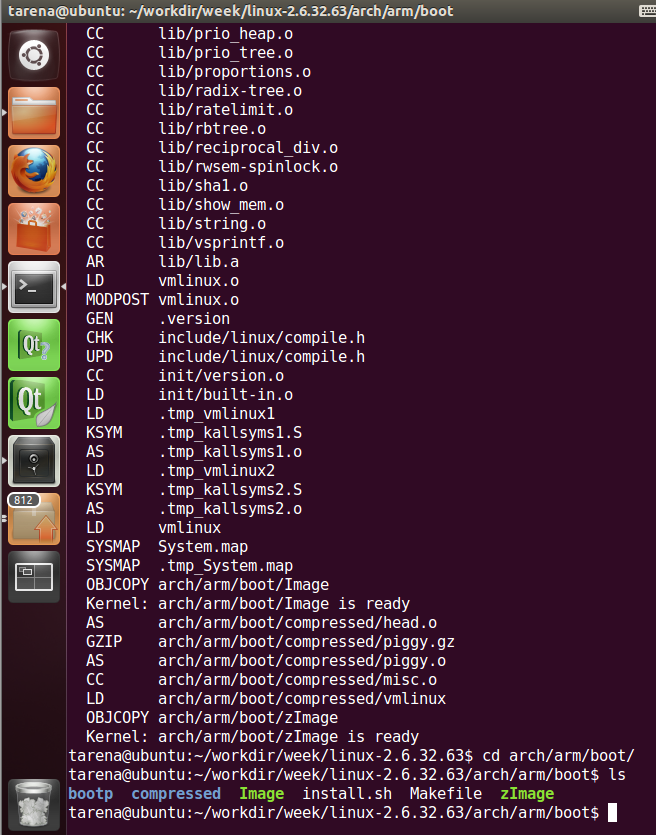 tarena@ubuntu: ~/workdir/week/linux-2.6.32.63/arch/arm/boot
CC lib/prio_heap.o
CC lib/prio_tree.o
CC lib/proportions.o
CC lib/radix-tree.o
CC lib/ratelimit.o
CC lib/rbtree.o
CC lib/reciprocal_div.o
CC lib/rwsem-spinlock.o
CC lib/sha1.o
CC lib/show_mem.o
CC lib/string.o
CC lib/vsprintf.o
AR lib/lib.a
LD vmlinux.o
MODPOST vmlinux.o
GEN .version
CHK include/linux/compile.h
UPD include/linux/compile.h
CC init/version.o
LD init/built-in.o
LD .tmp_vmlinux1
KSYM .tmp_kallsyms1.S
AS .tmp_kallsyms1.o
LD .tmp_vmlinux2
KSYM .tmp_kallsyms2.S
AS .tmp_kallsyms2.o
LD vmlinux
SYSMAP System.map
SYSMAP .tmp_System.map
OBJCOPY arch/arm/boot/Image
Kernel: arch/arm/boot/Image is ready
AS arch/arm/boot/compressed/head.o
GZIP arch/arm/boot/compressed/piggy.gz
AS arch/arm/boot/compressed/piggy.o
CC arch/arm/boot/compressed/misc.o
LD arch/arm/boot/compressed/vmlinux
OBJCOPY arch/arm/boot/zImage
Kernel: arch/arm/boot/zImage is ready
tarena@ubuntu:~/workdir/week/linux-2.6.32.63$ cd arch/arm/boot/
tarena@ubuntu:~/workdir/week/linux-2.6.32.63/arch/arm/boot$ ls
bootp compressed Image install.sh Makefile zImage
tarena@ubuntu:~/workdir/week/linux-2.6.32.63/arch/arm/boot$
Qt ?
Qt
812